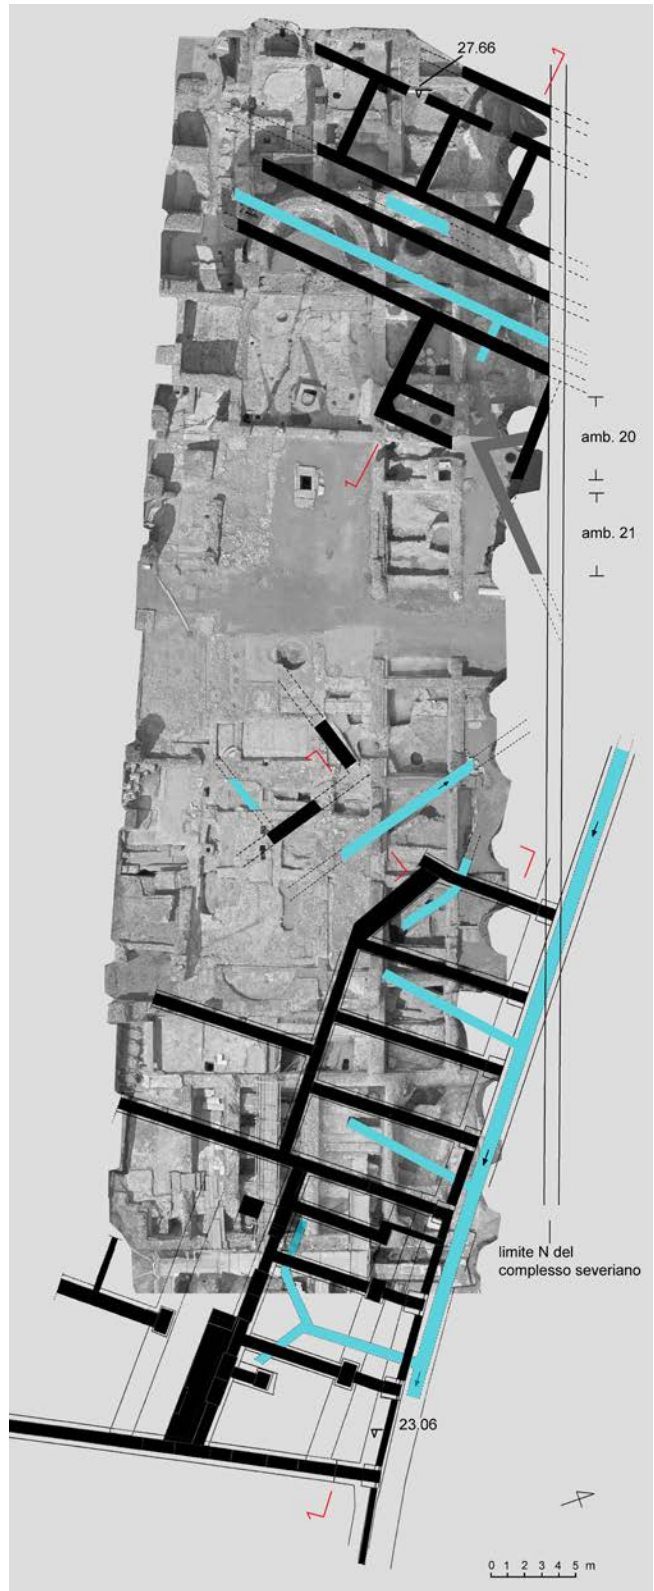 27.66
amb. 20
amb. 21
limite N del
complesso severiano
23.06
0 1 2 3 4 5 m